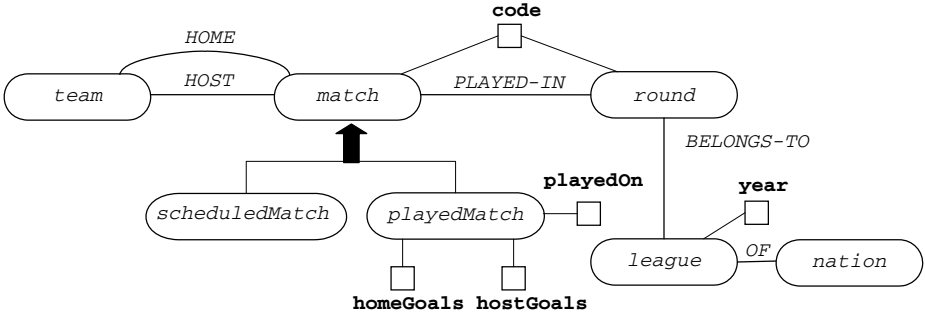 code
HOME
HOST
PLAYED-IN
team
match
round
BELONGS-TO
playedOn
year
scheduledMatch
playedMatch
league
OF
nation
homeGoals hostGoals